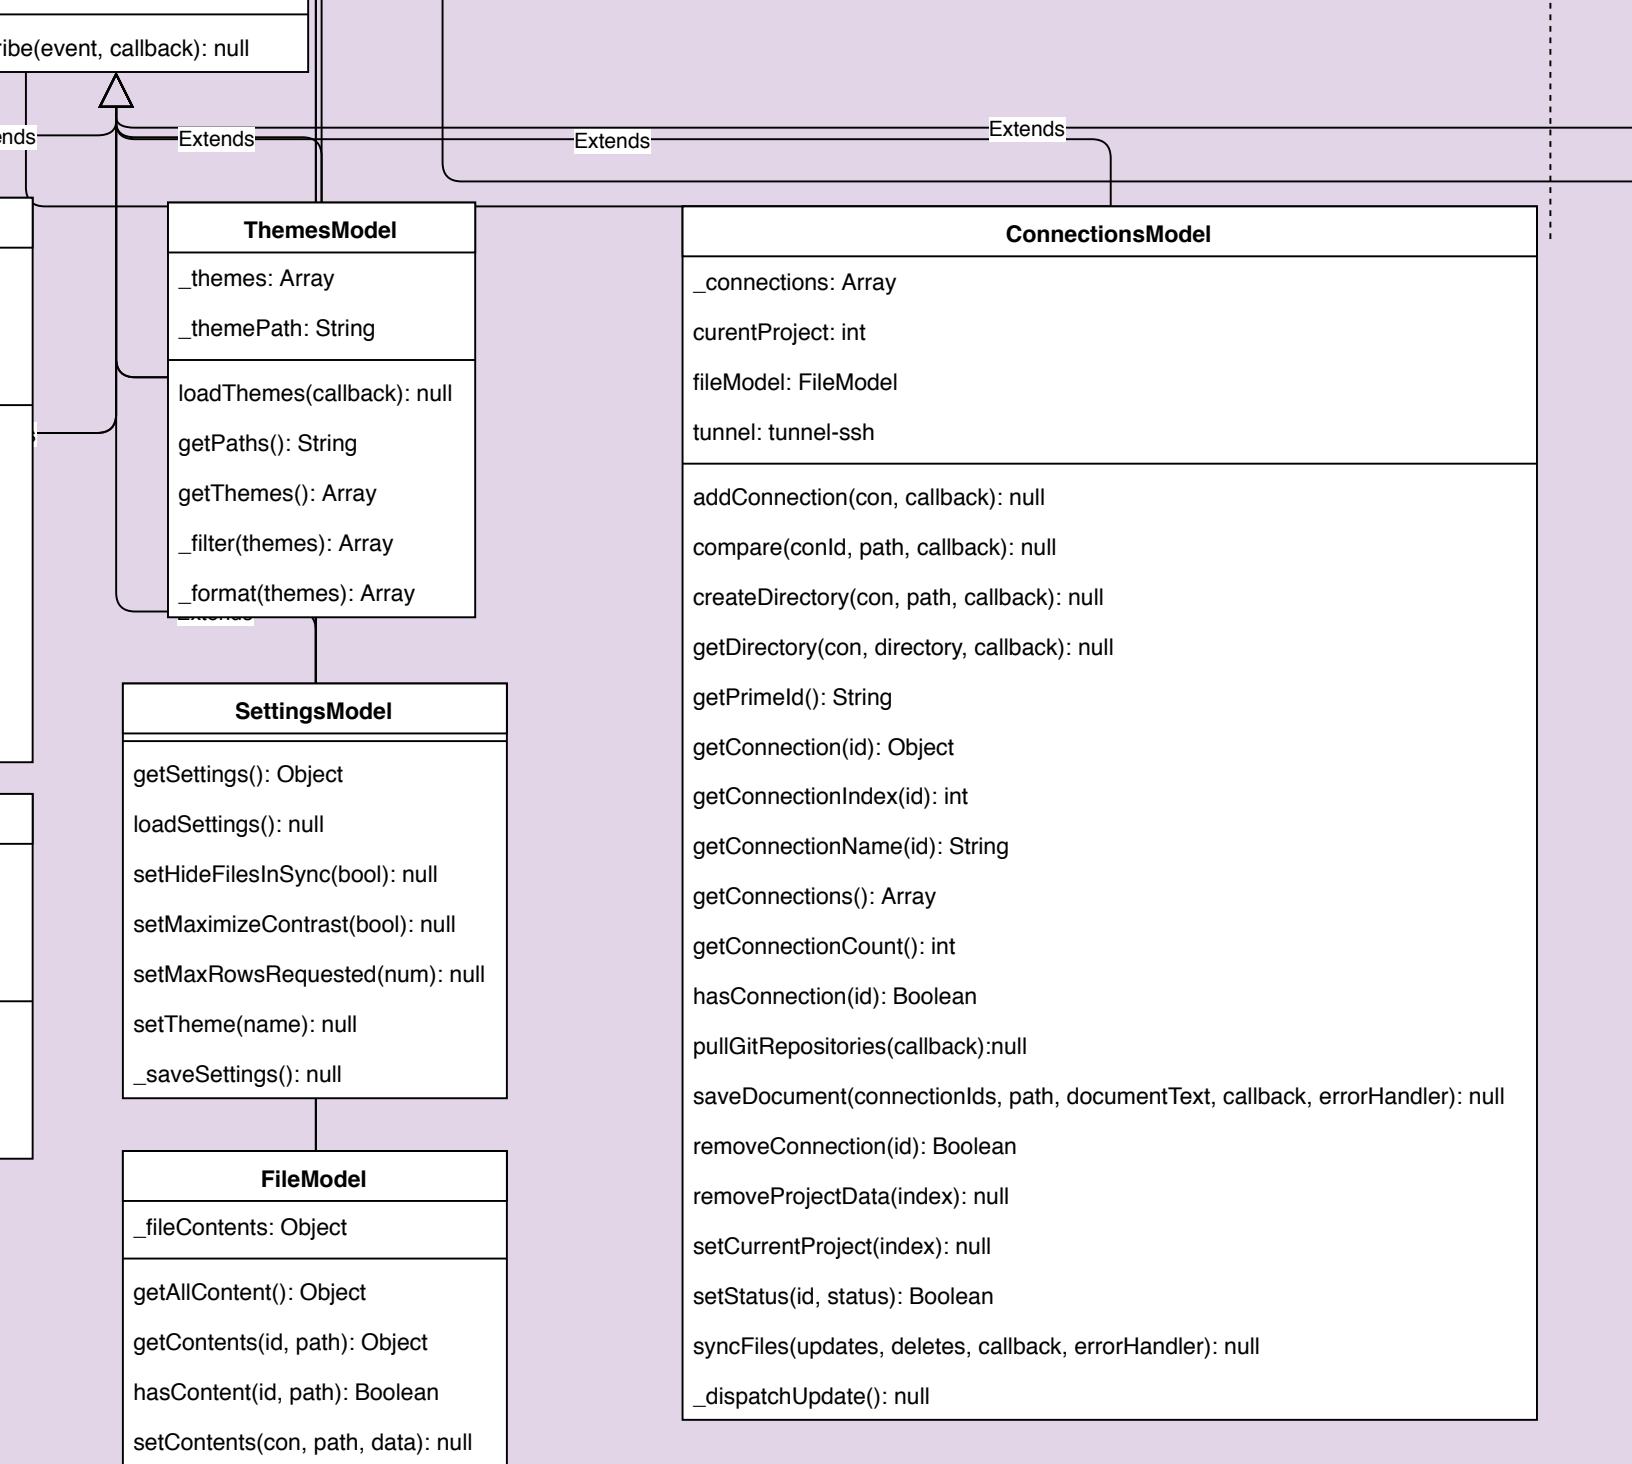 (event, callback): null
Extends
Extends
Extends
ThemesModel
_themes: Array
_themePath: String
loadThemes(callback): null
getPaths(): String
getThemes(): Array
_filter(themes): Array
_format(themes): Array
Extends
SettingsModel
getSettings(): Object
loadSettings(): null
setHideFilesInSync(bool): null
setMaximizeContrast(bool): null
setMaxRowsRequested(num): null
setTheme(name): null
_saveSettings(): null
FileModel
_fileContents: Object
getAllContent(): Object
getContents(id, path): Object
hasContent(id, path): Boolean
setContents(con, path, data): null
ConnectionsModel
_connections: Array
curentProject: int
fileModel: FileModel
tunnel: tunnel-ssh
addConnection(con, callback): null
compare(conId, path, callback): null
createDirectory(con, path, callback): null
getDirectory(con, directory, callback): null
getPrimeId(): String
getConnection(id): Object
getConnectionIndex(id): int
getConnectionName(id): String
getConnections(): Array
getConnectionCount(): int
hasConnection(id): Boolean
pullGitRepositories(callback):null
saveDocument(connectionIds, path, documentText, callback, errorHandler): null
removeConnection(id): Boolean
removeProjectData(index): null
setCurrentProject(index): null
setStatus(id, status): Boolean
syncFiles(updates, deletes, callback, errorHandler): null
_dispatchUpdate(): null